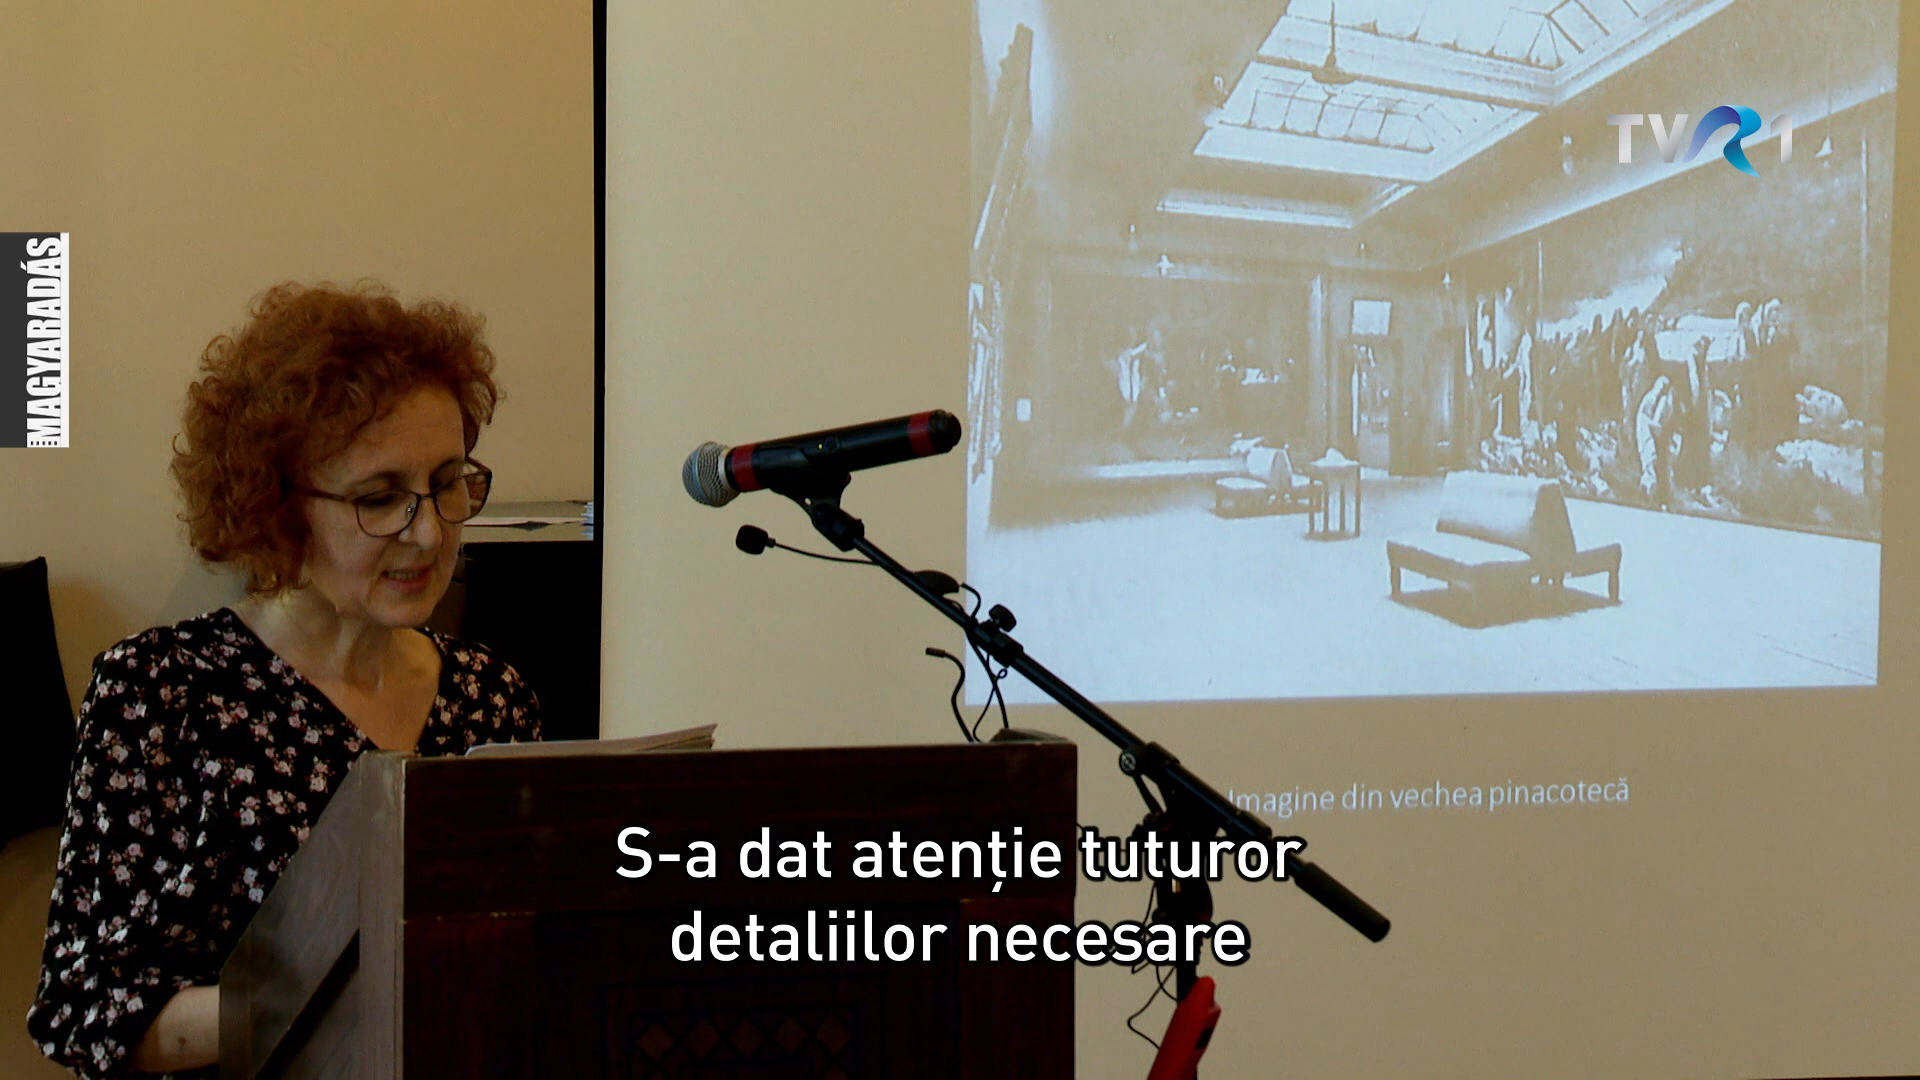 TVR1
MAGYARADÁS
Imagine din vechea pinacotecă
S-a dat atenție tuturor
detaliilor necesare